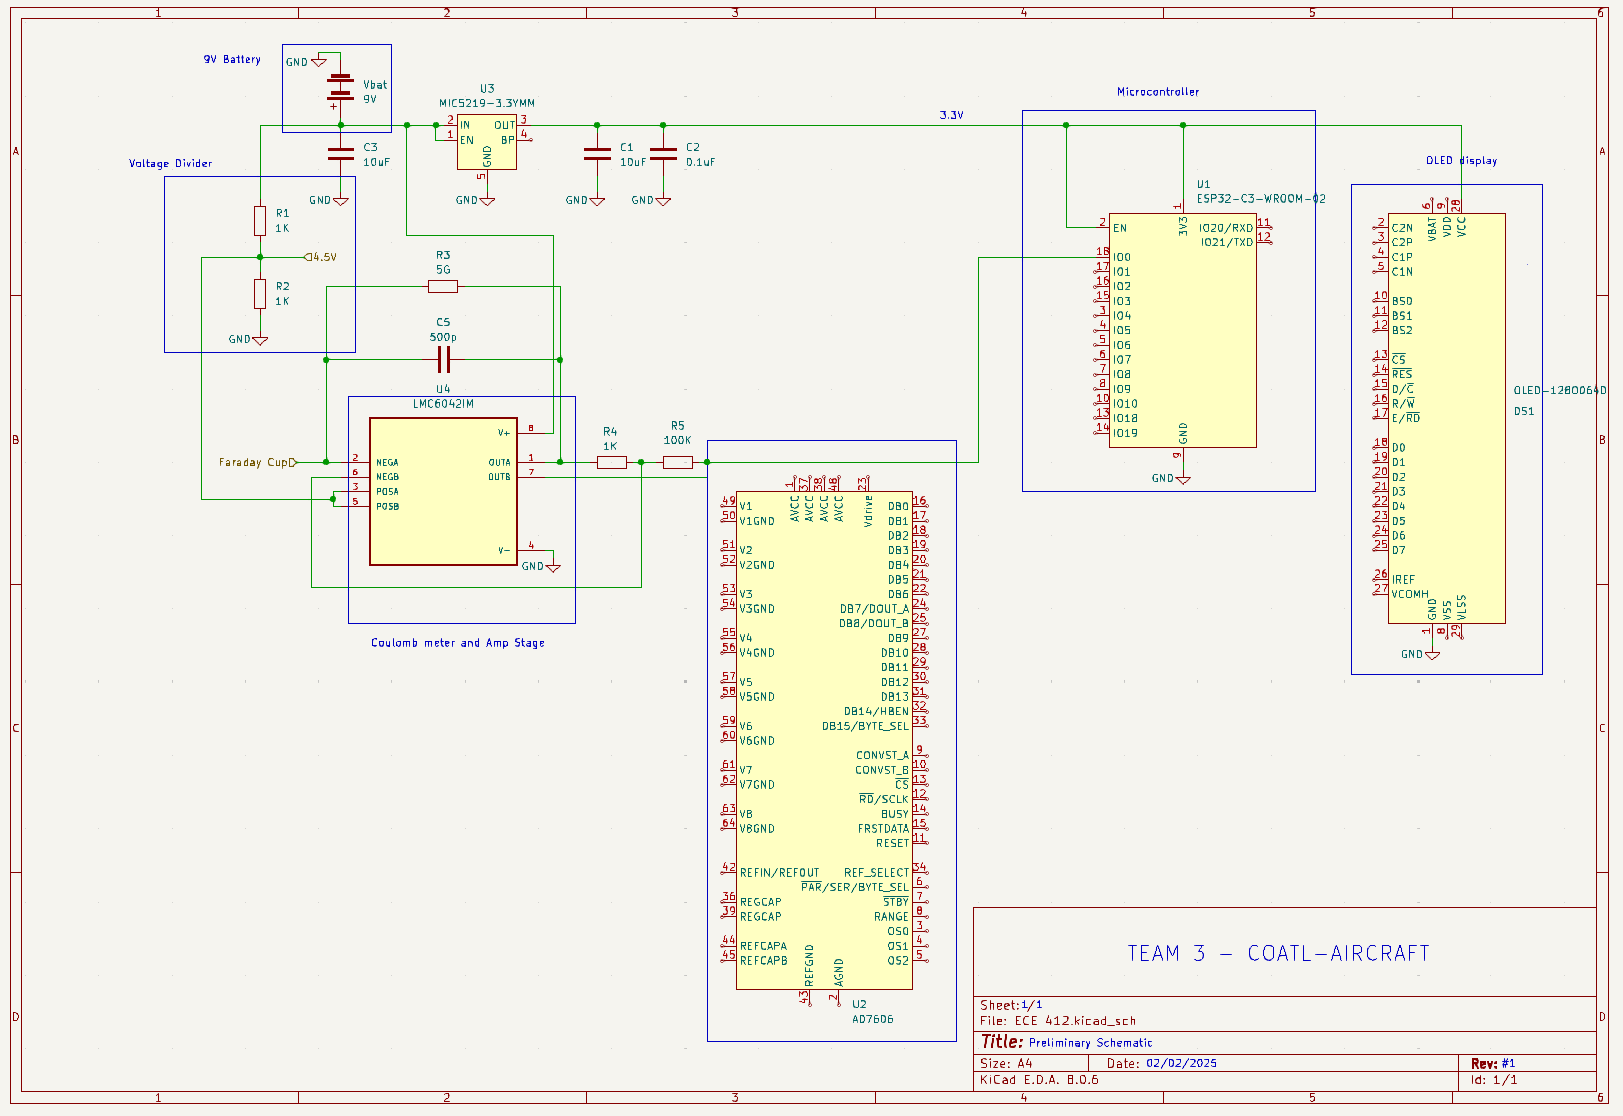 1 2 3 4 5 6
9V Battery
GND
Vbat
9V
+
U3
MIC5219-3.3YMM
2 IN OUT 3
1 EN BP 4
GND
5
GND
C3
10uF
GND
C1
10uF
GND
C2
0.1uF
GND
3.3V
Voltage Divider
R1
1K
4.5V
R2
1K
GND
R3
5G
C5
500p
U4
LMC6042IM
V+ 8
Faraday Cup
2 NEGA OUTA 1
6 NEGB OUTB 7
3 POSA
5 POSB
V- 4
GND
Coulomb meter and Amp Stage
R4
1K
R5
100K
Microcontroller
U1
ESP32-C3-WROOM-02
1
3V3
2 EN IO20/RXD 11
IO21/TXD 12
18 IO0
17 IO1
16 IO2
15 IO3
3 IO4
4 IO5
5 IO6
6 IO7
7 IO8
8 IO9
10 IO10
13 IO18
14 IO19
GND
9
GND
OLED display
6 9 28
VBAT VDD VCC
2 C2N
3 C2P
4 C1P
5 C1N
10 BS0
11 BS1
12 BS2
13 CS
14 RES
15 D/C
16 R/W
17 E/RD
18 D0
19 D1
20 D2
21 D3
22 D4
23 D5
24 D6
25 D7
26 IREF
27 VCOMH
GND VSS VLSS
1 8 29
GND
OLED-128O064D
DS1
1 37 38 48 23
AVCC AVCC AVCC AVCC Vdrive
49 V1 DB0 16
50 V1GND DB1 17
DB2 18
51 V2 DB3 19
52 V2GND DB4 20
DB5 21
53 V3 DB6 22
54 V3GND DB7/DOUT_A 24
DB8/DOUT_B 25
55 V4 DB9 27
56 V4GND DB10 28
DB11 29
57 V5 DB12 30
58 V5GND DB13 31
DB14/HBEN 32
59 V6 DB15/BYTE_SEL 33
60 V6GND
CONVST_A 9
61 V7 CONVST_B 10
62 V7GND CS 13
RD/SCLK 12
63 V8 BUSY 14
64 V8GND FRSTDATA 15
RESET 11
42 REFIN/REFOUT REF_SELECT 34
PAR/SER/BYTE_SEL 6
36 REGCAP STBY 7
39 REGCAP RANGE 8
OS0 3
44 REFCAPA OS1 4
45 REFCAPB OS2 5
REFGND AGND
43 2
U2
AD7606
A A
B B
C C
D D
TEAM 3 - COATL-AIRCRAFT
Sheet:1/1
File: ECE 412.kicad_sch
Title: Preliminary Schematic
Size: A4 Date: 02/02/2025 Rev: #1
KiCad E.D.A. 8.0.6 Id: 1/1
1 2 3 4 5 6